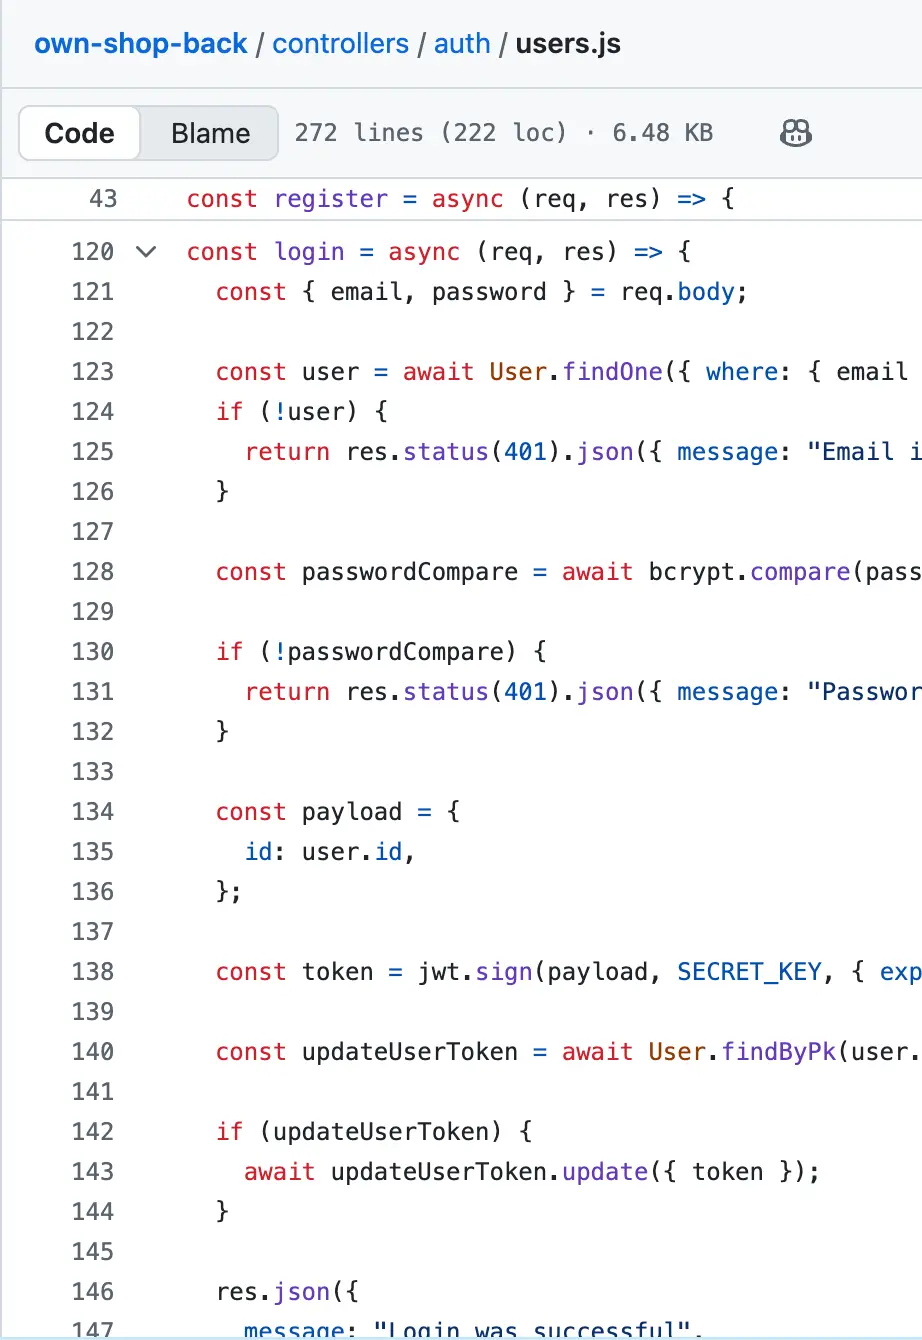 own-shop-back / controllers / auth / users.js
Code Blame 272 lines (222 loc) · 6.48 KB
43 const register = async (req, res) => {
120 const login = async (req, res) => {
121 const { email, password } = req.body;
122
123 const user = await User.findOne({ where: { email
124 if (!user) {
125 return res.status(401).json({ message: "Email i
126 }
127
128 const passwordCompare = await bcrypt.compare(pass
129
130 if (!passwordCompare) {
131 return res.status(401).json({ message: "Passwor
132 }
133
134 const payload = {
135 id: user.id,
136 };
137
138 const token = jwt.sign(payload, SECRET_KEY, { exp
139
140 const updateUserToken = await User.findByPk(user.
141
142 if (updateUserToken) {
143 await updateUserToken.update({ token });
144 }
145
146 res.json({
147 message: "Login was successful",